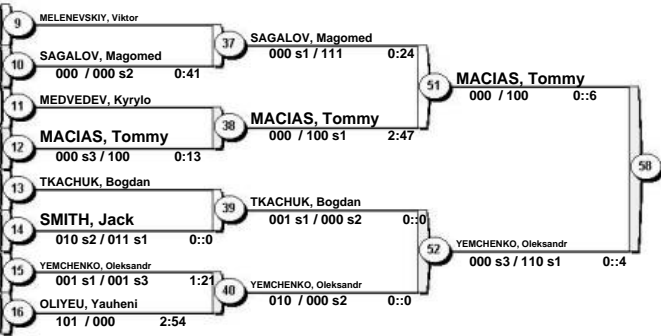 9
MELENEVSKIY, Viktor
10
SAGALOV, Magomed
000 / 000 s2 0:41
11
MEDVEDEV, Kyrylo
12
MACIAS, Tommy
000 s3 / 100 0:13
13
TKACHUK, Bogdan
14
SMITH, Jack
010 s2 / 011 s1 0::0
15
YEMCHENKO, Oleksandr
001 s1 / 001 s3 1:21
16
OLIYEU, Yauheni
101 / 000 2:54
37
SAGALOV, Magomed
000 s1 / 111 0:24
38
MACIAS, Tommy
000 / 100 s1 2:47
39
TKACHUK, Bogdan
001 s1 / 000 s2 0::0
40
YEMCHENKO, Oleksandr
010 / 000 s2 0::0
51
MACIAS, Tommy
000 / 100 0::6
52
YEMCHENKO, Oleksandr
000 s3 / 110 s1 0::4
58